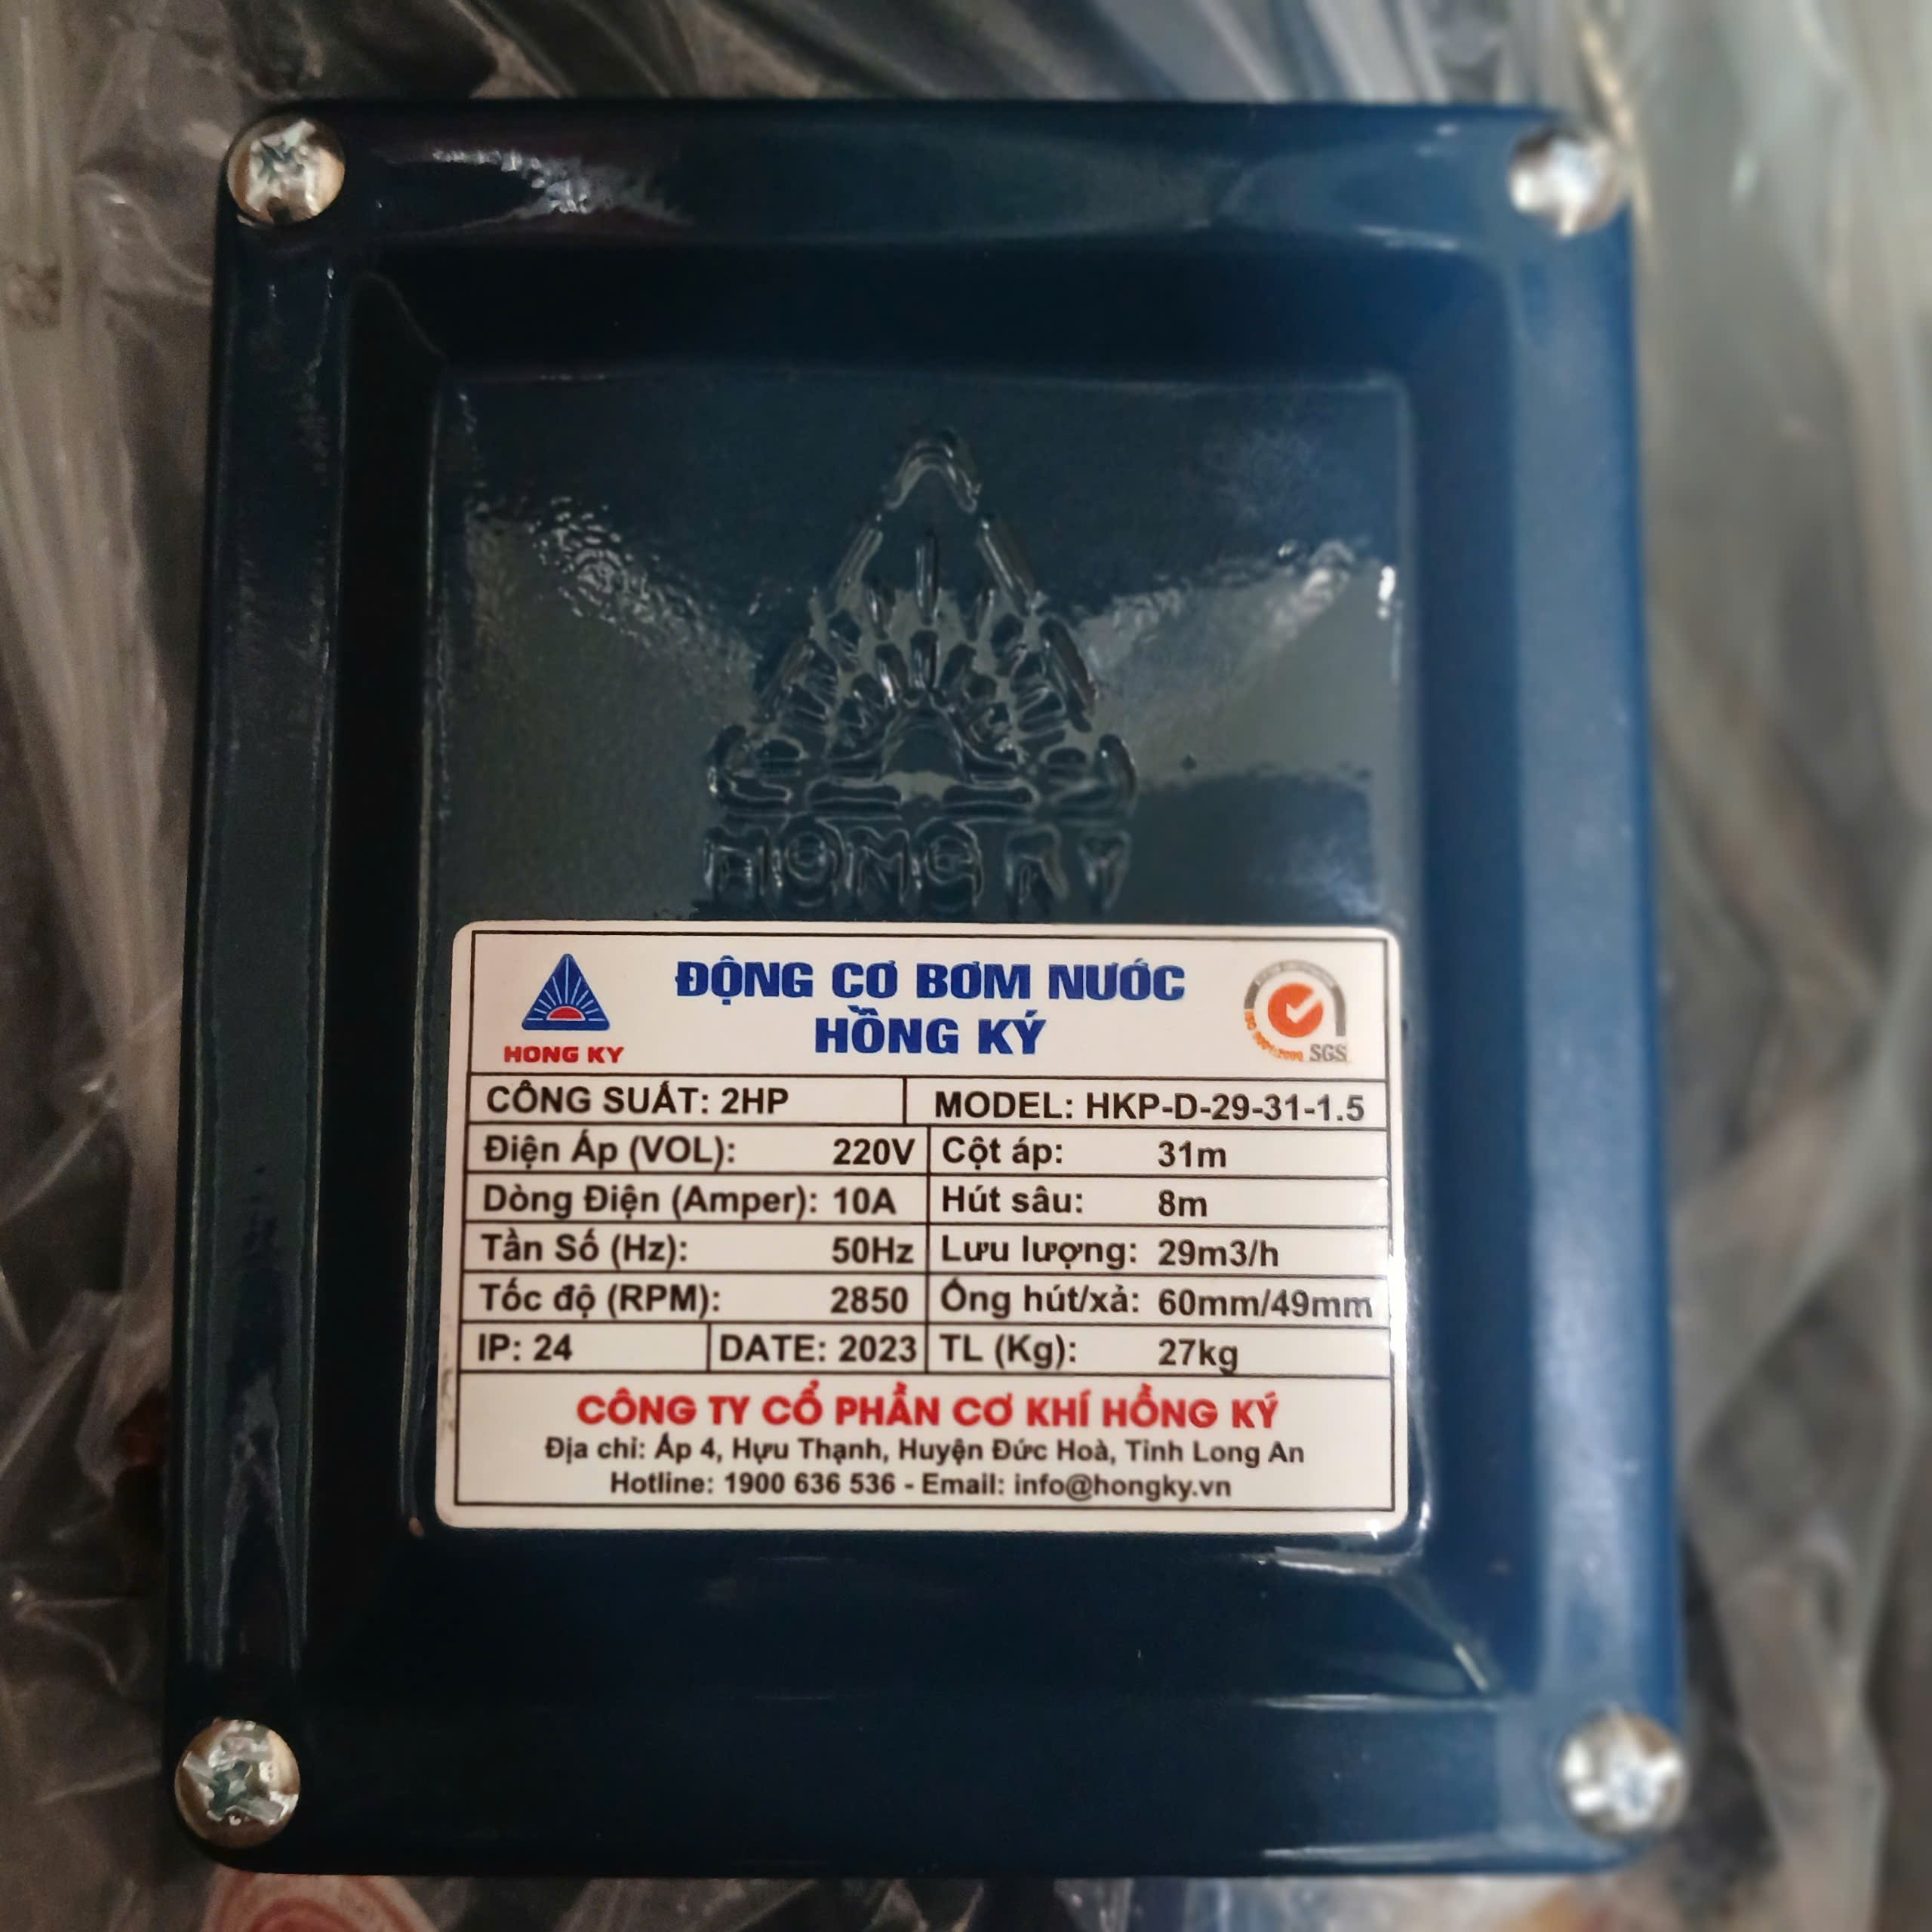 HONG KY
ĐỘNG CƠ BƠM NƯỚC
HỒNG KÝ
HONG KY
SGS
CÔNG SUẤT: 2HP
MODEL: HKP-D-29-31-1.5
Điện Áp (VOL): 220V
Cột áp: 31m
Dòng Điện (Amper): 10A
Hút sâu: 8m
Tần Số (Hz): 50Hz
Lưu lượng: 29m3/h
Tốc độ (RPM): 2850
Ống hút/xả: 60mm/49mm
IP: 24
DATE: 2023
TL (Kg): 27kg
CÔNG TY CỔ PHẦN CƠ KHÍ HỒNG KÝ
Địa chỉ: Ấp 4, Hựu Thạnh, Huyện Đức Hoà, Tỉnh Long An
Hotline: 1900 636 536 - Email: info@hongky.vn